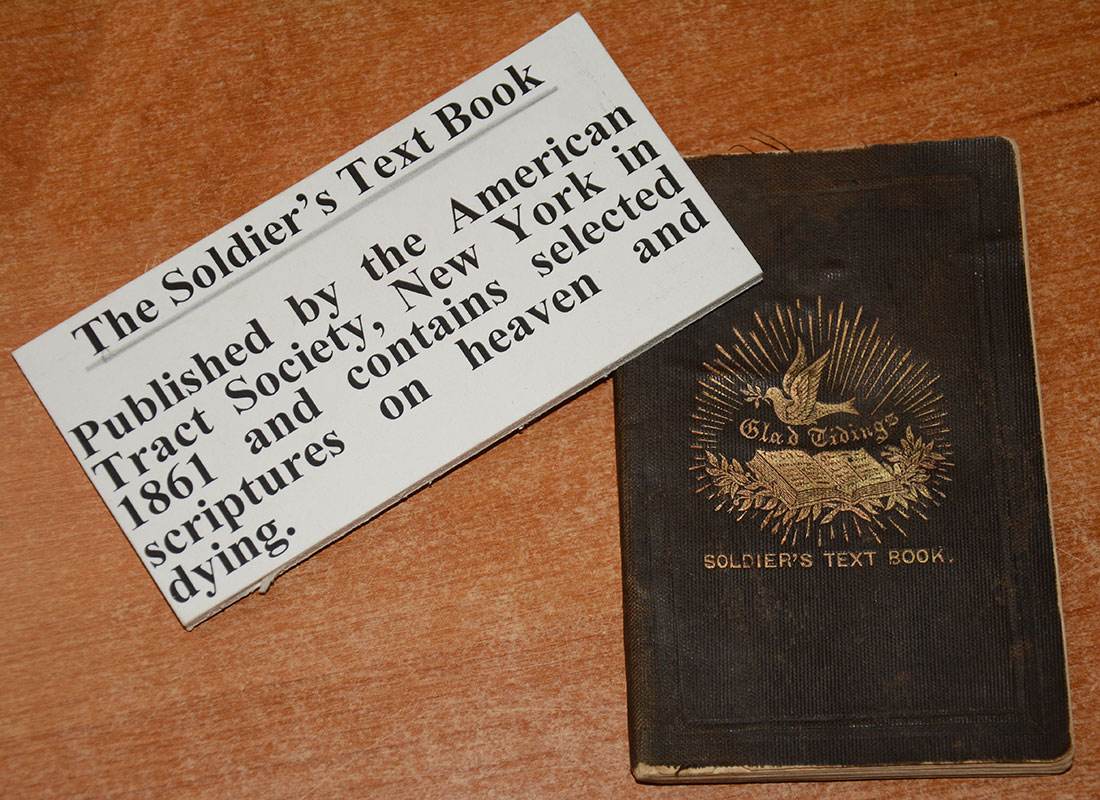 The Soldier's Text Book
Published by the American
Tract Society, New York in
1861 and contains selected
scriptures on heaven and
dying.
Glad Tidings
SOLDIER'S TEXT BOOK.